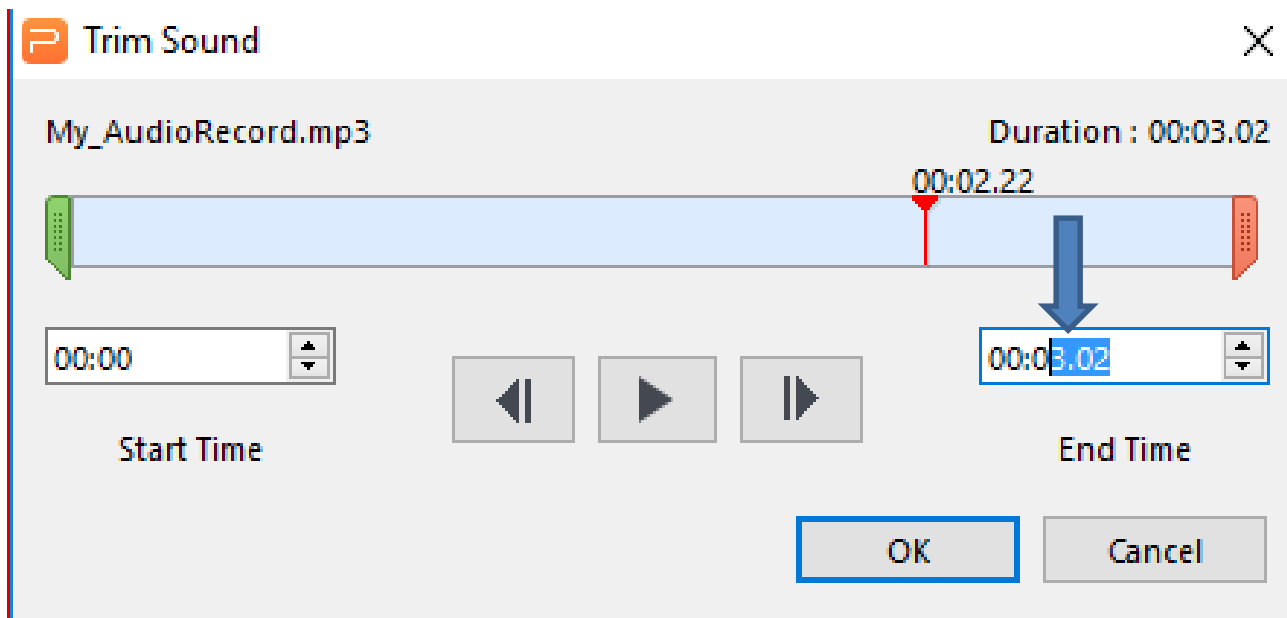 Trim Sound
My_AudioRecord.mp3
Duration : 00:03.02
00:02.22
00:00
00:03.02
Start Time
End Time
OK
Cancel